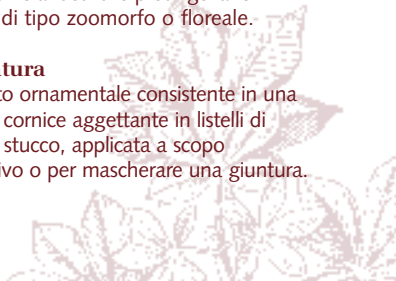 di tipo zoomorfo o floreale.
tura
to ornamentale consistente in una
cornice aggettante in listelli di
stucco, applicata a scopo
ivo o per mascherare una giuntura.